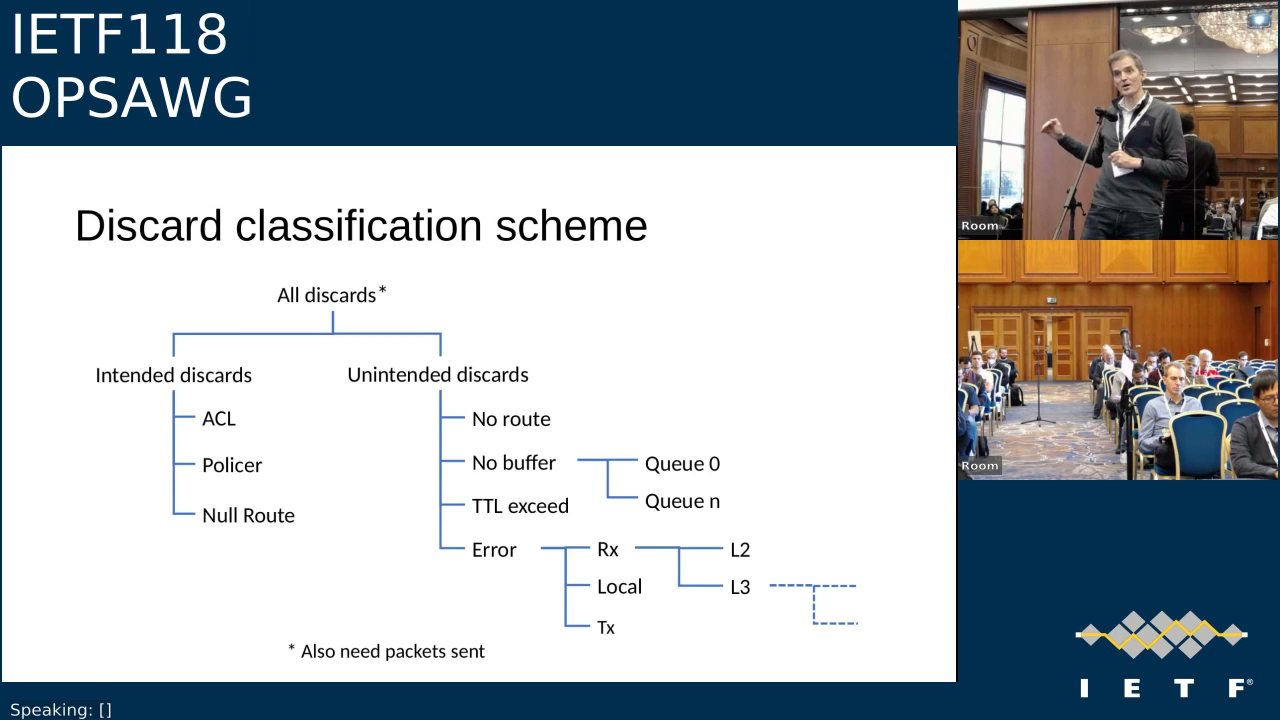 IETF118
OPSAWG
Discard classification scheme
All discards*
Intended discards
Unintended discards
ACL
No route
Policer
No buffer
Queue 0
Queue n
Null Route
TTL exceed
Error
Rx
L2
Local
L3
Tx
* Also need packets sent
Room
Room
I E T F®
Speaking: []